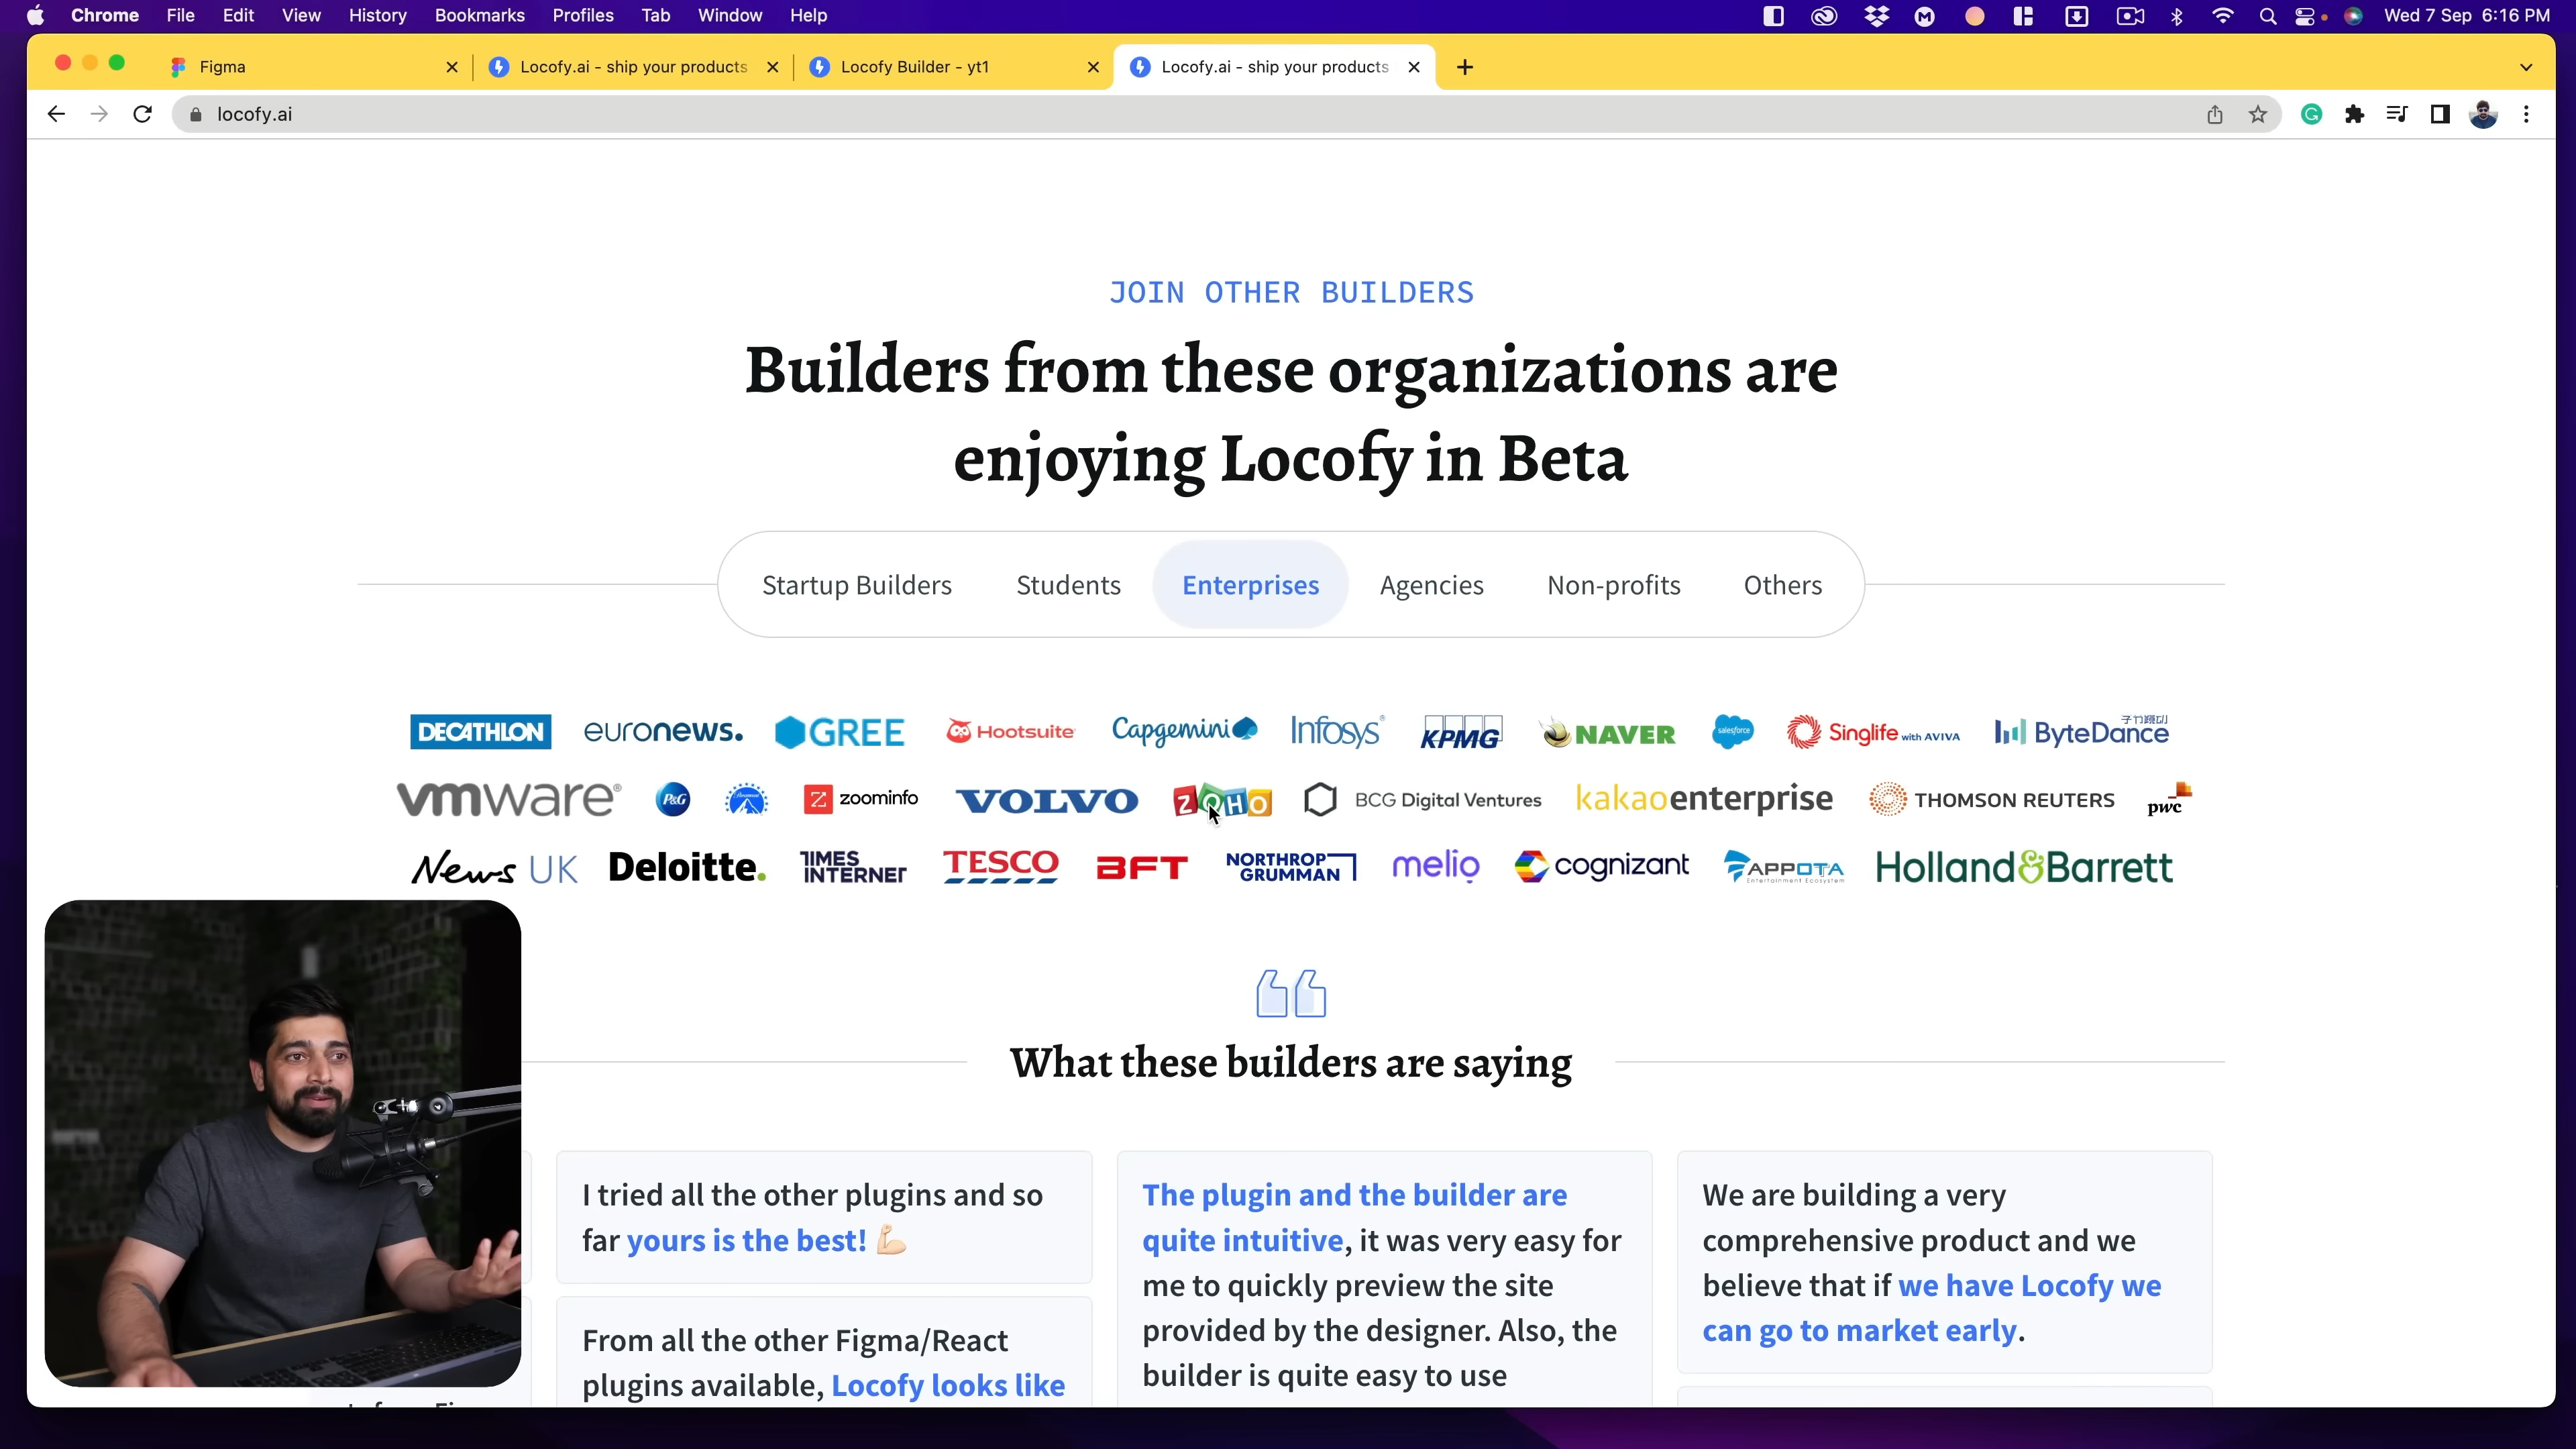 Chrome File Edit View History Bookmarks Profiles Tab Window Help
Wed 7 Sep 6:16 PM
Figma
Locofy.ai - ship your products
Locofy Builder - yt1
Locofy.ai - ship your products
locofy.ai
JOIN OTHER BUILDERS
Builders from these organizations are
enjoying Locofy in Beta
Startup Builders Students Enterprises Agencies Non-profits Others
DECATHLON euronews. GREE Hootsuite Capgemini Infosys® KPMG NAVER salesforce Singlife with AVIVA ByteDance
vmware® P&G zoominfo VOLVO ZOHO BCG Digital Ventures kakaoenterprise THOMSON REUTERS pwc
News UK Deloitte. TIMES INTERNET TESCO BFT NORTHROP GRUMMAN melio cognizant APPOTA Entertainment Ecosystem Holland&Barrett
What these builders are saying
I tried all the other plugins and so
far yours is the best! 💪🏻
From all the other Figma/React
plugins available, Locofy looks like
The plugin and the builder are
quite intuitive, it was very easy for
me to quickly preview the site
provided by the designer. Also, the
builder is quite easy to use
We are building a very
comprehensive product and we
believe that if we have Locofy we
can go to market early.